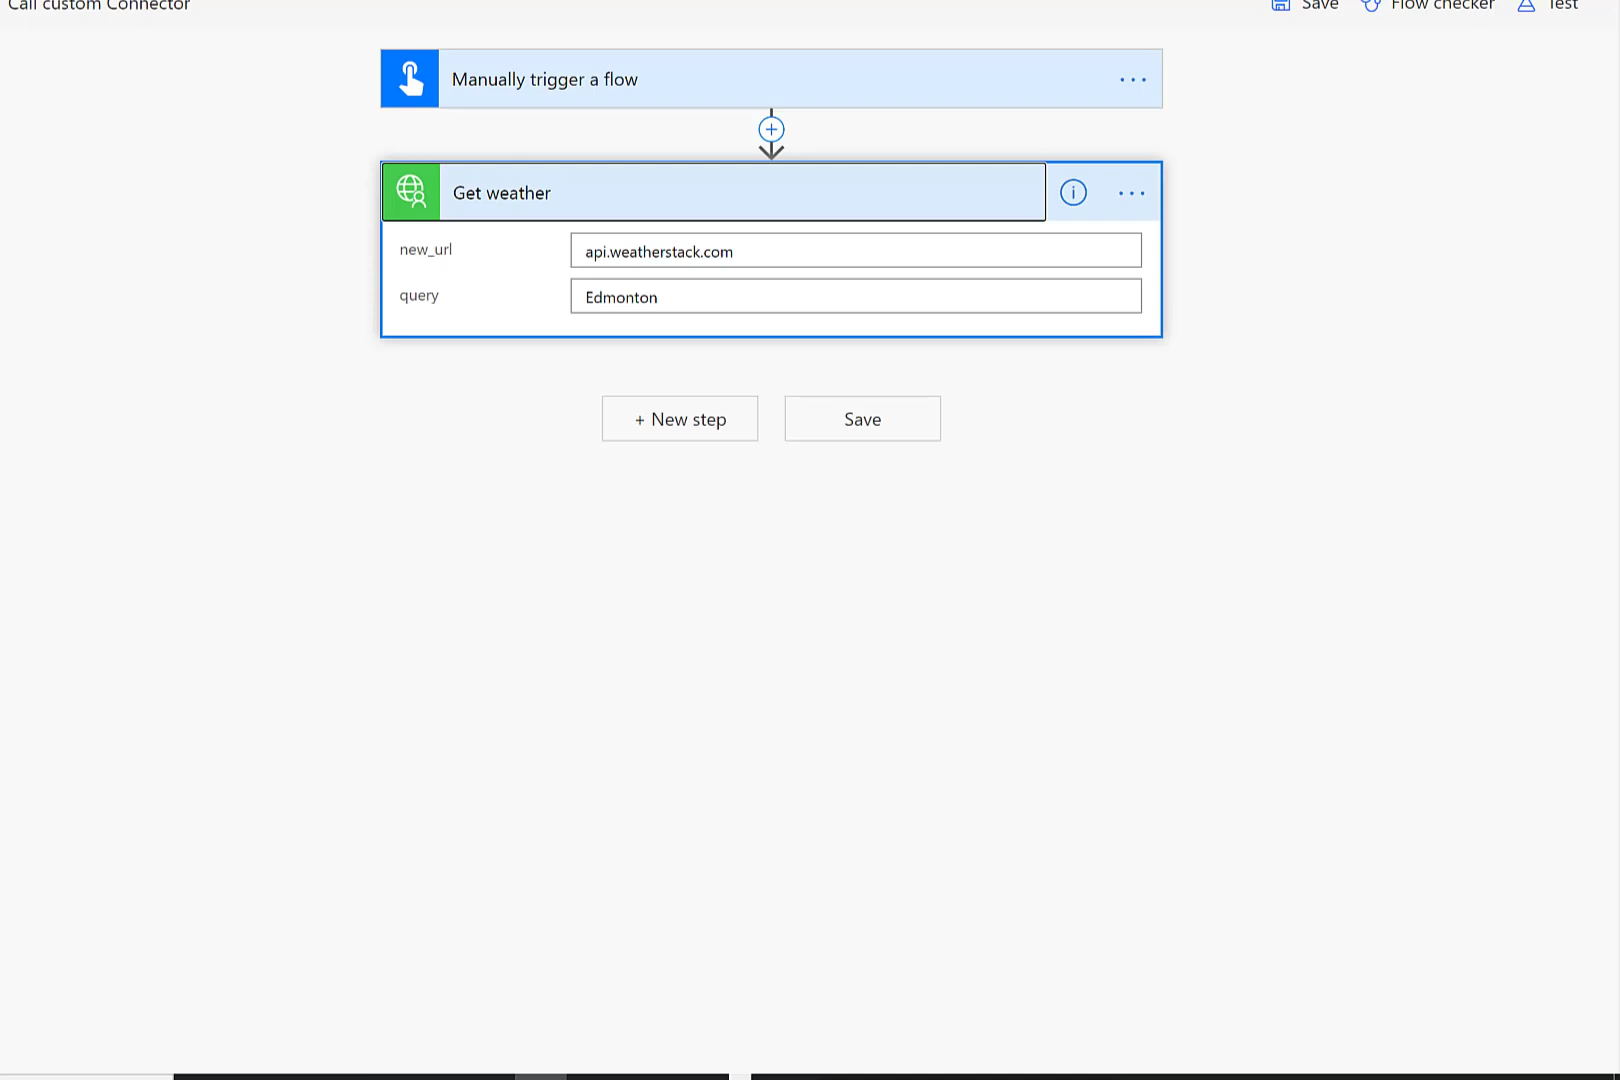 Call custom Connector
Save Flow checker Test
Manually trigger a flow
Get weather
new_url api.weatherstack.com
query Edmonton
+ New step Save